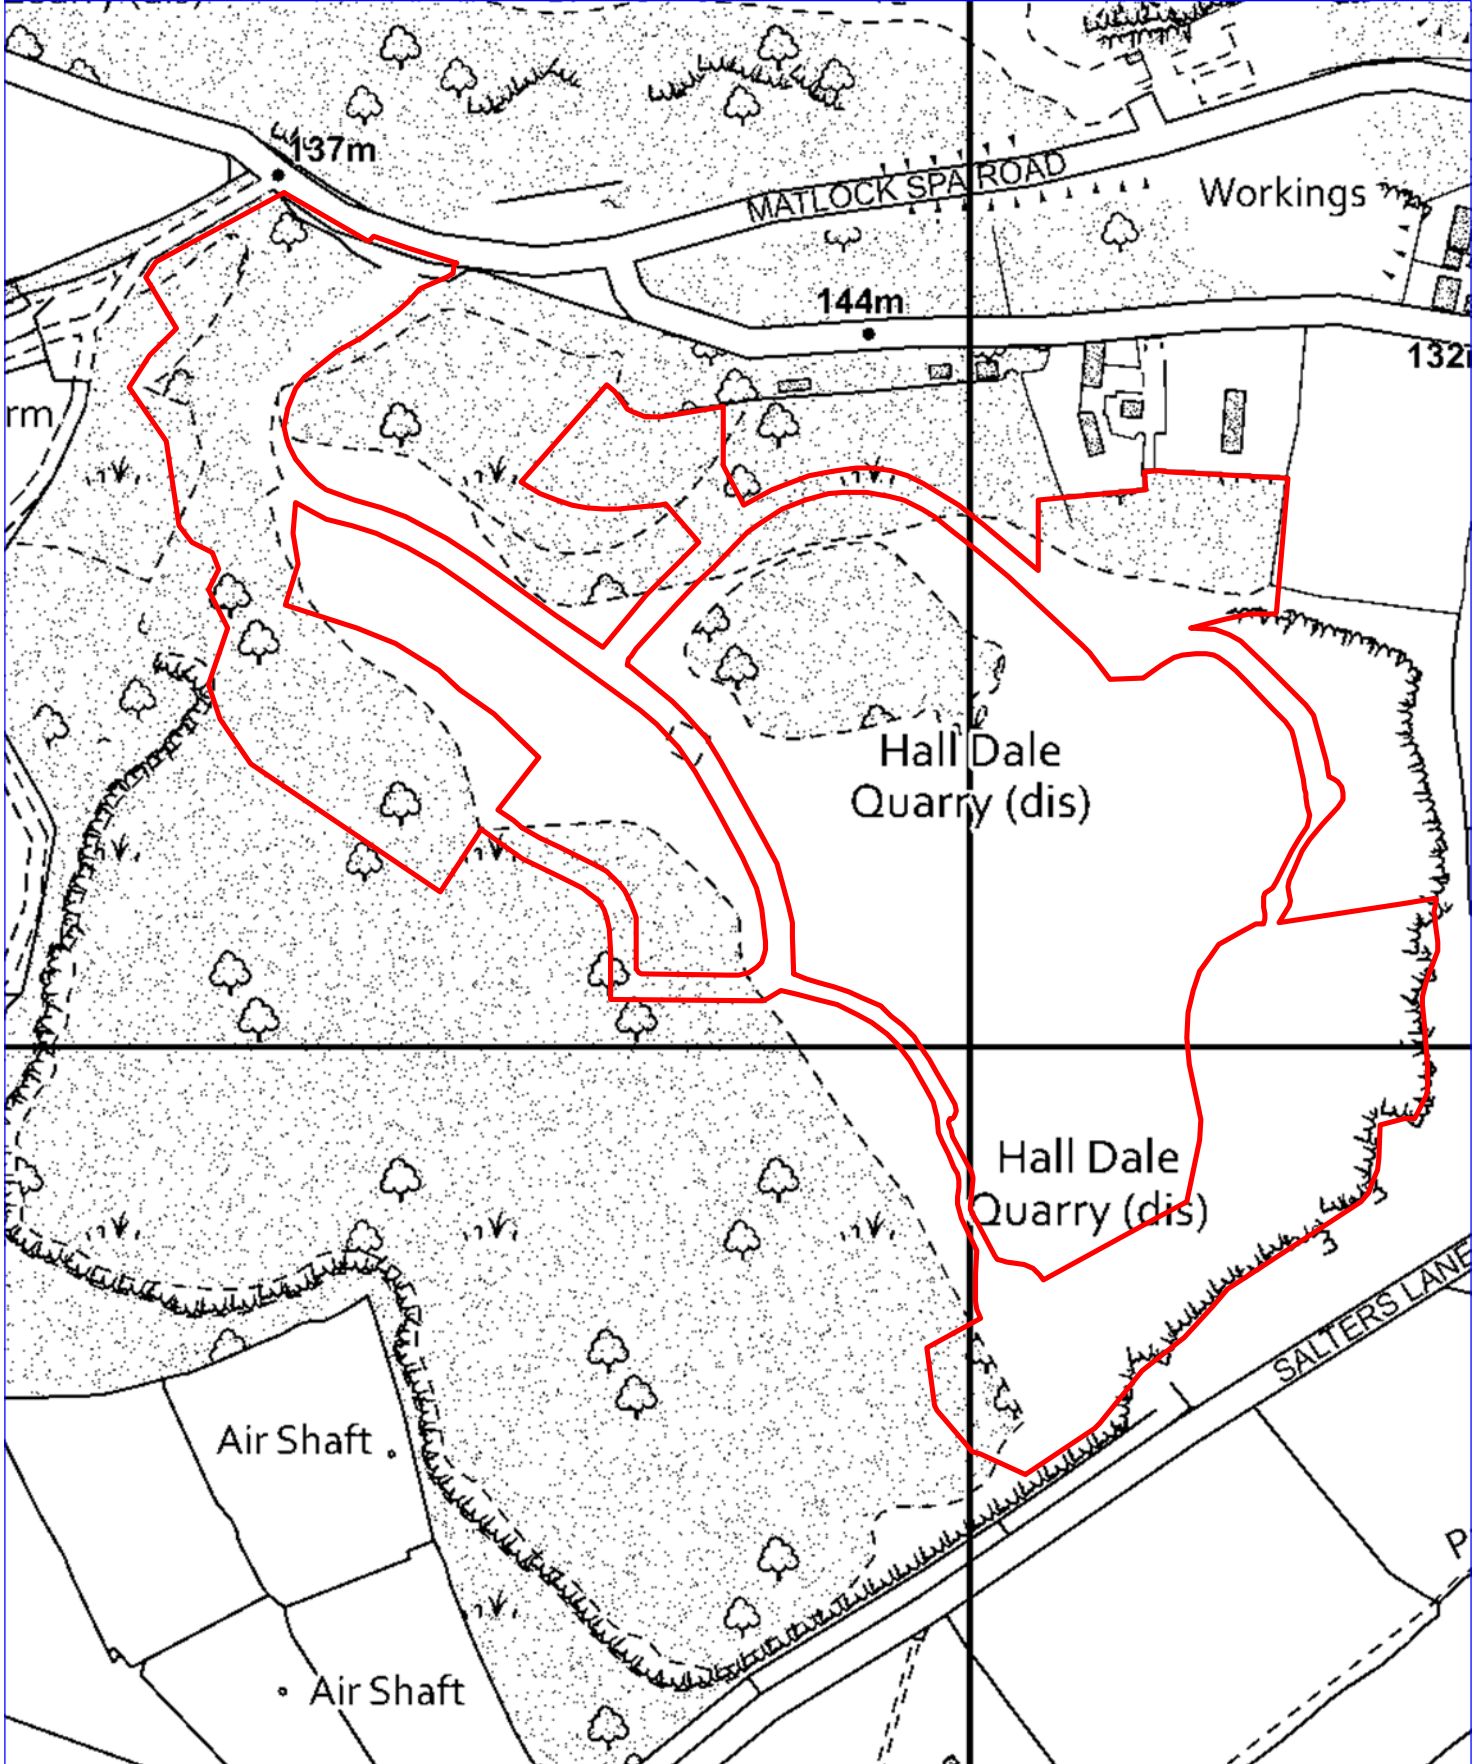 137m
MATLOCK SPA ROAD
Workings
144m
132
rm
Hall Dale
Quarry (dis)
Hall Dale
Quarry (dis)
SALTERS LANE
Air Shaft
Air Shaft
P